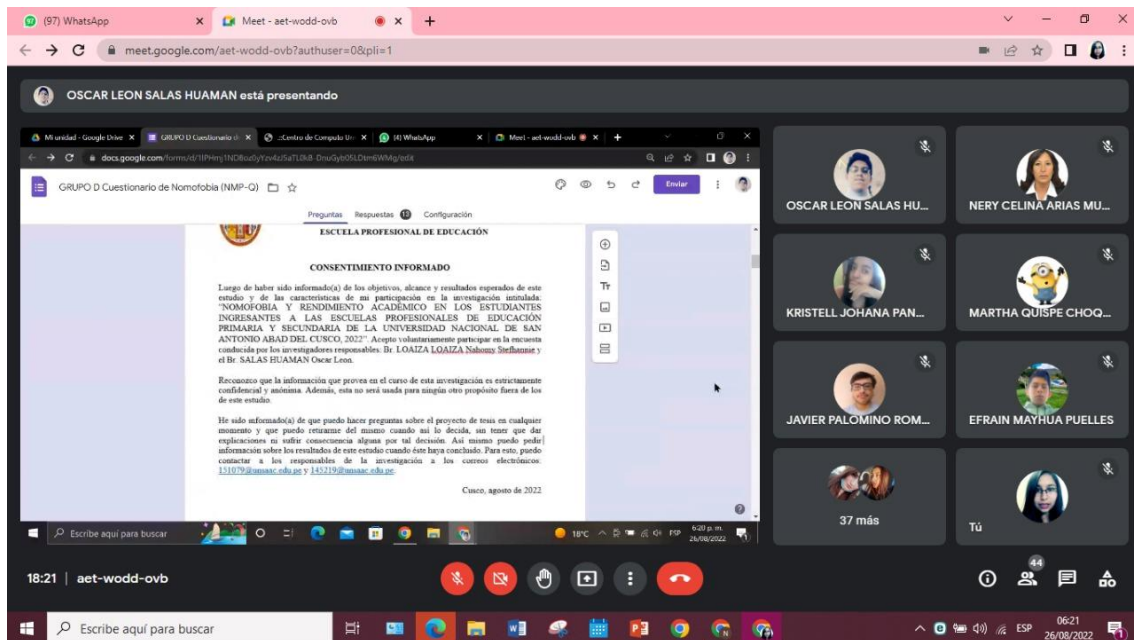 (97) WhatsApp
Meet - aet-wodd-ovb
meet.google.com/aet-wodd-ovb?authuser=0&pli=1
OSCAR LEON SALAS HUAMAN está presentando
Mi unidad - Google Drive
GRUPO D Cuestionario d
(4) WhatsApp
Meet - aet-wodd-ovb
GRUPO D Cuestionario de Nomofobia (NMP-Q)
Enviar
Preguntas Respuestas 13 Configuración
ESCUELA PROFESIONAL DE EDUCACIÓN
CONSENTIMIENTO INFORMADO
Luego de haber sido informado(a) de los objetivos, alcance y resultados esperados de este
estudio y de las características de mi participación en la investigación intitulada:
"NOMOFOBIA Y RENDIMIENTO ACADÉMICO EN LOS ESTUDIANTES
INGRESANTES A LAS ESCUELAS PROFESIONALES DE EDUCACIÓN
PRIMARIA Y SECUNDARIA DE LA UNIVERSIDAD NACIONAL DE SAN
ANTONIO ABAD DEL CUSCO, 2022". Acepto voluntariamente participar en la encuesta
conducida por los investigadores responsables: Br. LOAIZA LOAIZA Nahomy Stefhannie y
el Br. SALAS HUAMAN Oscar Leon.
Reconozco que la información que provea en el curso de esta investigación es estrictamente
confidencial y anónima. Además, esta no será usada para ningún otro propósito fuera de los
de este estudio.
He sido informado(a) de que puedo hacer preguntas sobre el proyecto de tesis en cualquier
momento y que puedo retirarme del mismo cuando así lo decida, sin tener que dar
explicaciones ni sufrir consecuencia alguna por tal decisión. Así mismo puedo pedir
información sobre los resultados de este estudio cuando éste haya concluido. Para esto, puedo
contactar a los responsables de la investigación a los correos electrónicos:
151079@unsaac.edu.pe y 145219@unsaac.edu.pe.
Cusco, agosto de 2022
Escribe aquí para buscar
18°C
ESP
6:20 p. m.
26/08/2022
OSCAR LEON SALAS HU...
NERY CELINA ARIAS MU...
KRISTELL JOHANA PAN...
MARTHA QUISPE CHOQ...
JAVIER PALOMINO ROM...
EFRAIN MAYHUA PUELLES
37 más
Tú
18:21 | aet-wodd-ovb
44
Escribe aquí para buscar
ESP
06:21
26/08/2022